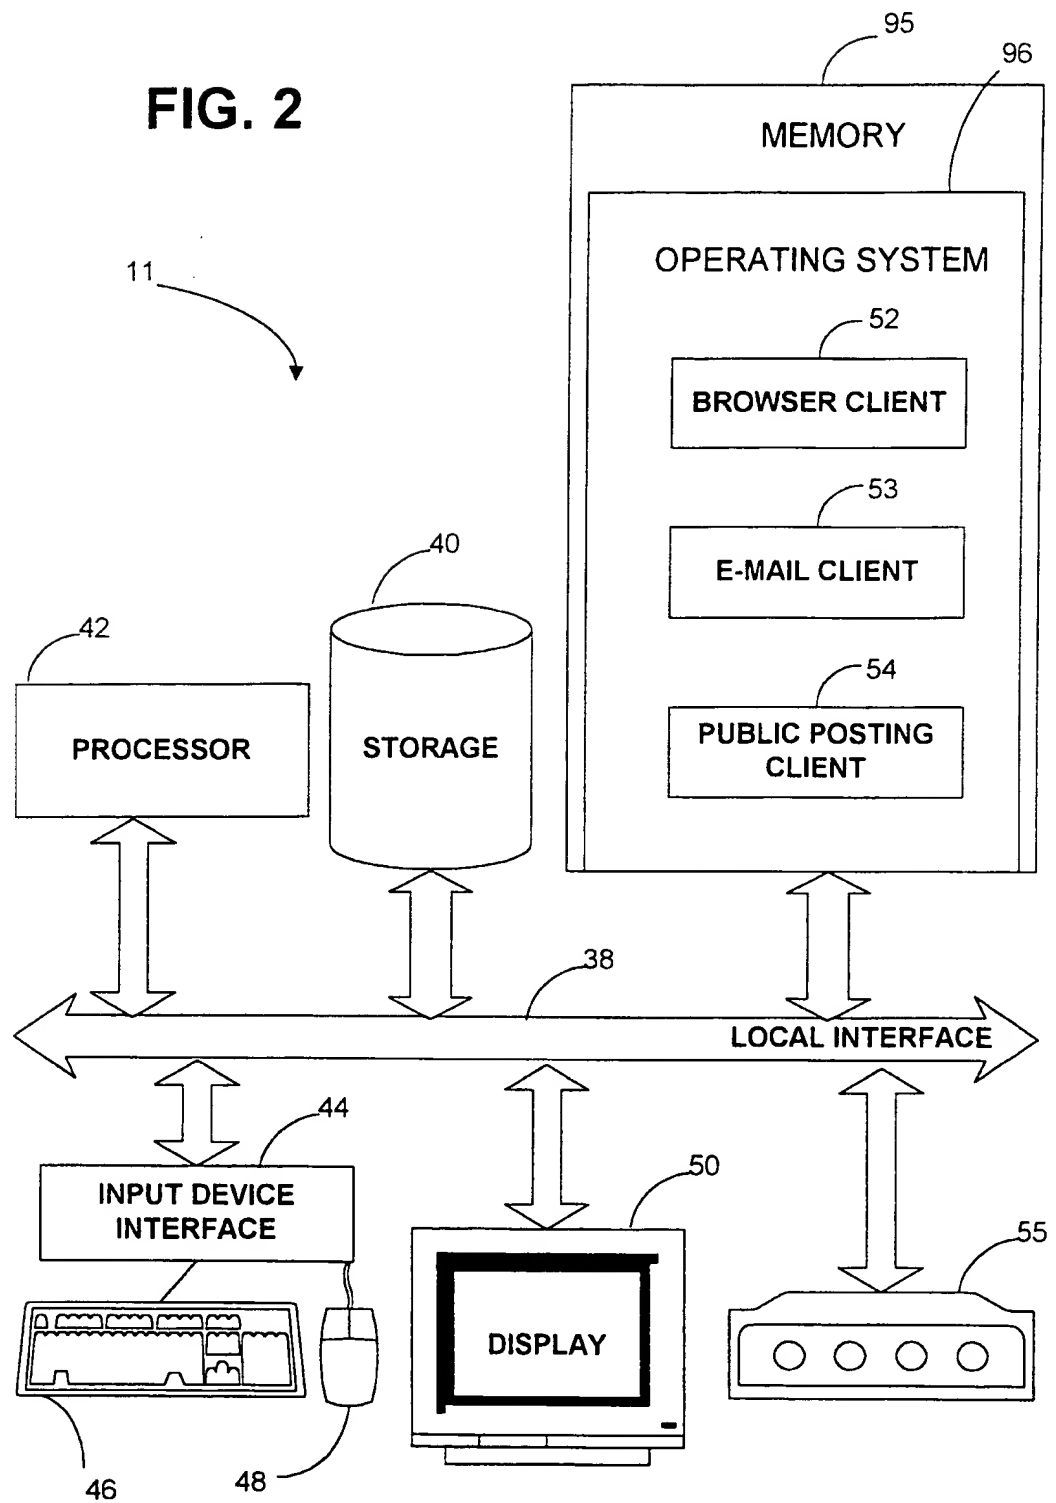 95
96
FIG. 2
MEMORY
OPERATING SYSTEM
11
52
BROWSER CLIENT
53
E-MAIL CLIENT
40
42
54
PROCESSOR
STORAGE
PUBLIC POSTING
CLIENT
38
LOCAL INTERFACE
44
INPUT DEVICE
INTERFACE
50
55
DISPLAY
46
48